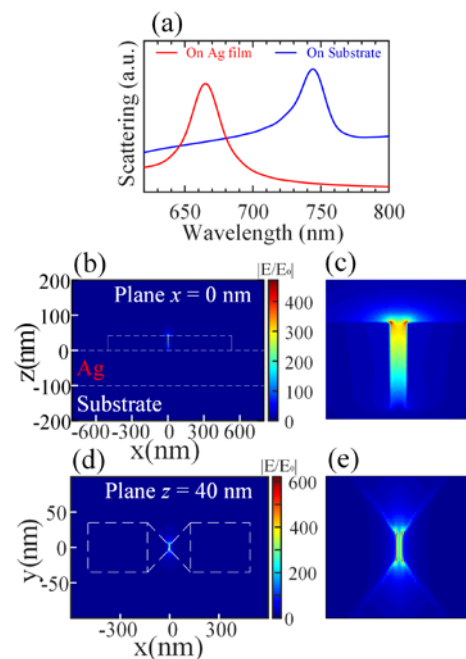 (a)
On Ag film
On Substrate
Scattering (a.u.)
650 700 750 800
Wavelength (nm)
(b)
|E/E₀|
(c)
200
100
0
-100
-200
z(nm)
Plane x = 0 nm
Ag
Substrate
-600 -300 0 300 600
x(nm)
400
300
200
100
0
(d)
|E/E₀|
(e)
50
0
-50
y(nm)
Plane z = 40 nm
-300 0 300
x(nm)
600
400
200
0